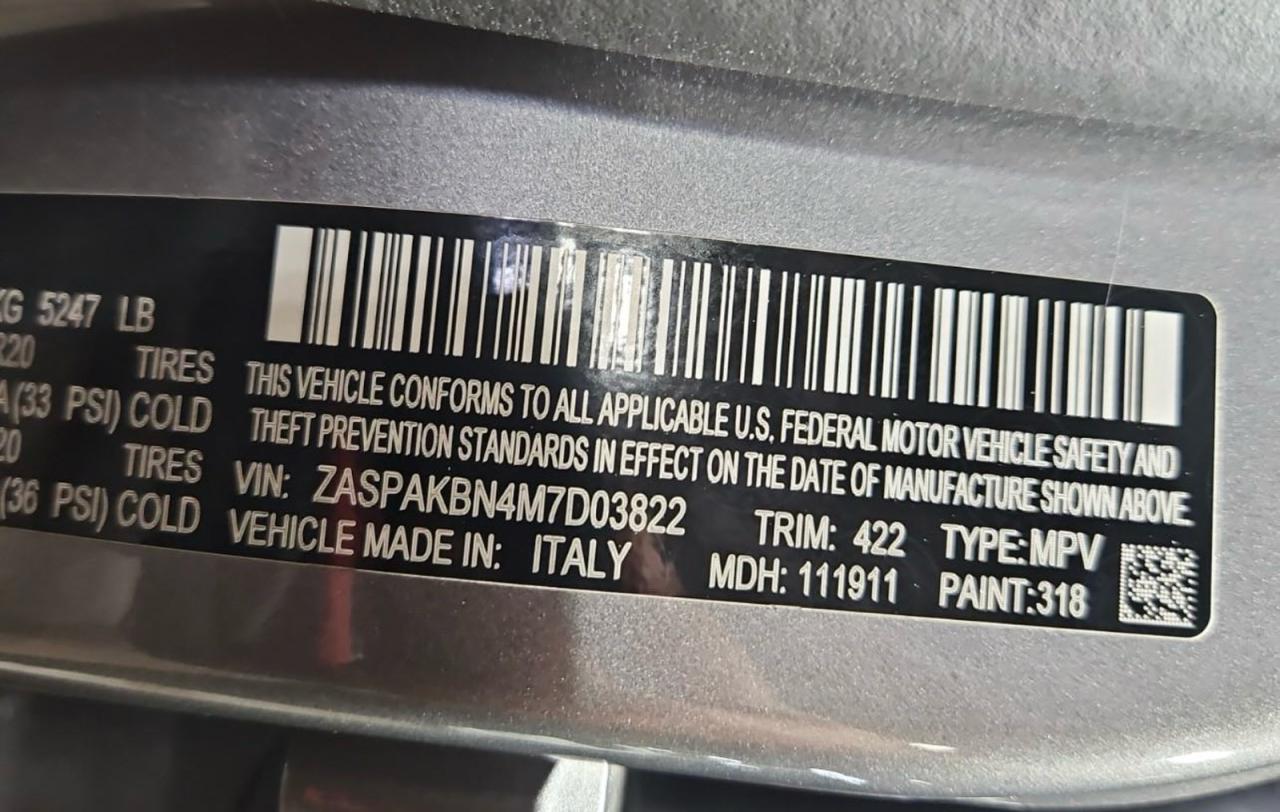 KG 5247 LB
R20 TIRES
(33 PSI) COLD
20 TIRES
(36 PSI) COLD
THIS VEHICLE CONFORMS TO ALL APPLICABLE U.S. FEDERAL MOTOR VEHICLE SAFETY AND
THEFT PREVENTION STANDARDS IN EFFECT ON THE DATE OF MANUFACTURE SHOWN ABOVE.
VIN: ZASPAKBN4M7D03822 TRIM: 422 TYPE: MPV
VEHICLE MADE IN: ITALY MDH: 111911 PAINT:318